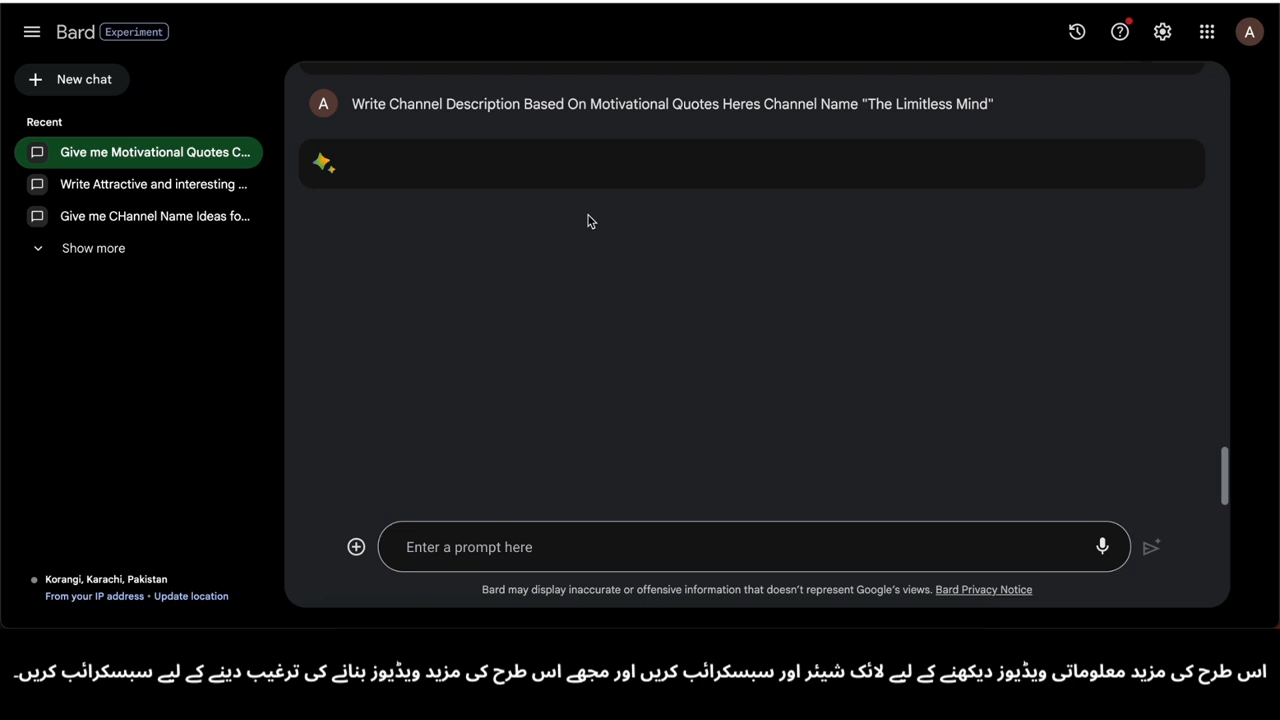 Bard Experiment
A
New chat
Recent
Give me Motivational Quotes C...
Write Attractive and interesting ...
Give me CHannel Name Ideas fo...
Show more
A Write Channel Description Based On Motivational Quotes Heres Channel Name "The Limitless Mind"
Enter a prompt here
Bard may display inaccurate or offensive information that doesn't represent Google's views. Bard Privacy Notice
Korangi, Karachi, Pakistan
From your IP address • Update location
اس طرح کی مزید معلوماتی ویڈیوز دیکھنے کے لیے لائک شیئر اور سبسکرائب کریں اور مجھے اس طرح کی مزید ویڈیوز بنانے کی ترغیب دینے کے لیے سبسکرائب کریں۔